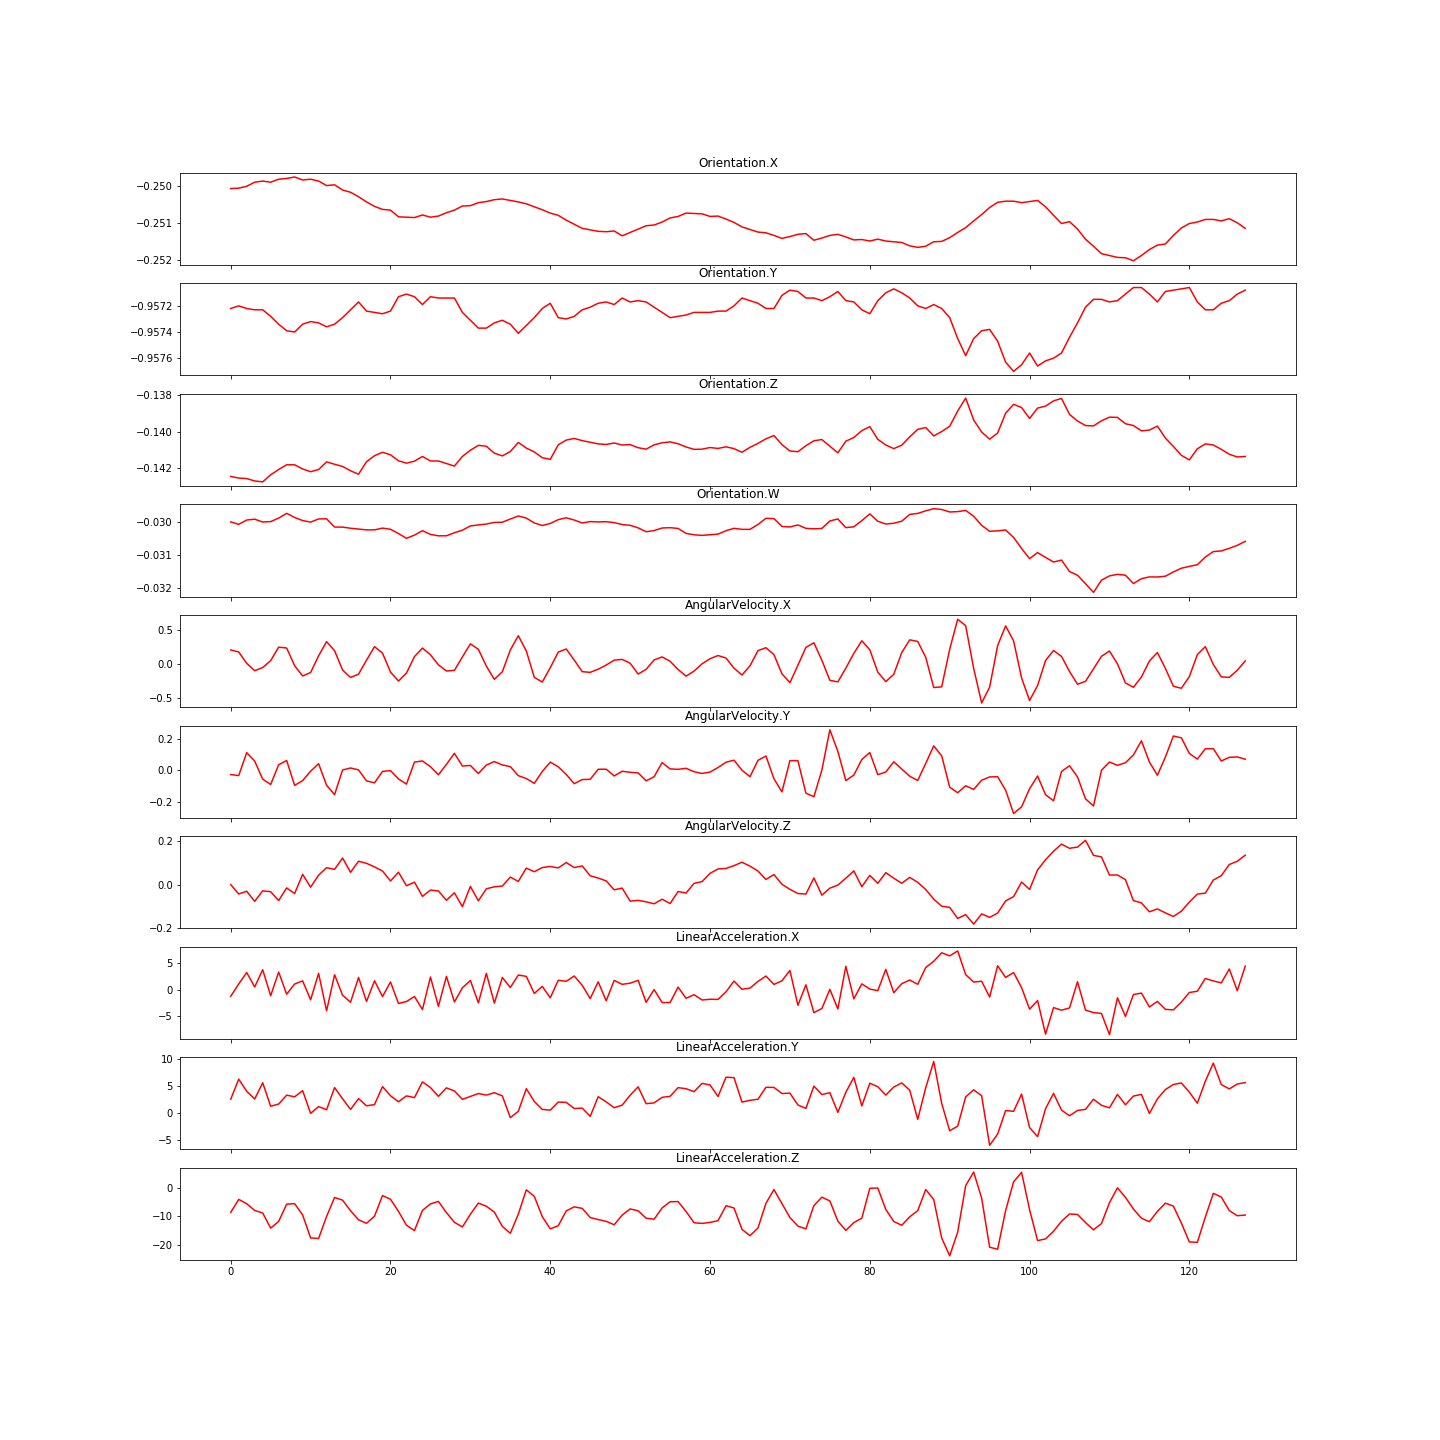 Orientation.X
−0.250
−0.251
−0.252
Orientation.Y
−0.9572
−0.9574
−0.9576
Orientation.Z
−0.138
−0.140
−0.142
Orientation.W
−0.030
−0.031
−0.032
AngularVelocity.X
0.5
0.0
−0.5
AngularVelocity.Y
0.2
0.0
−0.2
AngularVelocity.Z
0.2
0.0
−0.2
LinearAcceleration.X
5
0
−5
LinearAcceleration.Y
10
5
0
−5
LinearAcceleration.Z
0
−10
−20
0 20 40 60 80 100 120